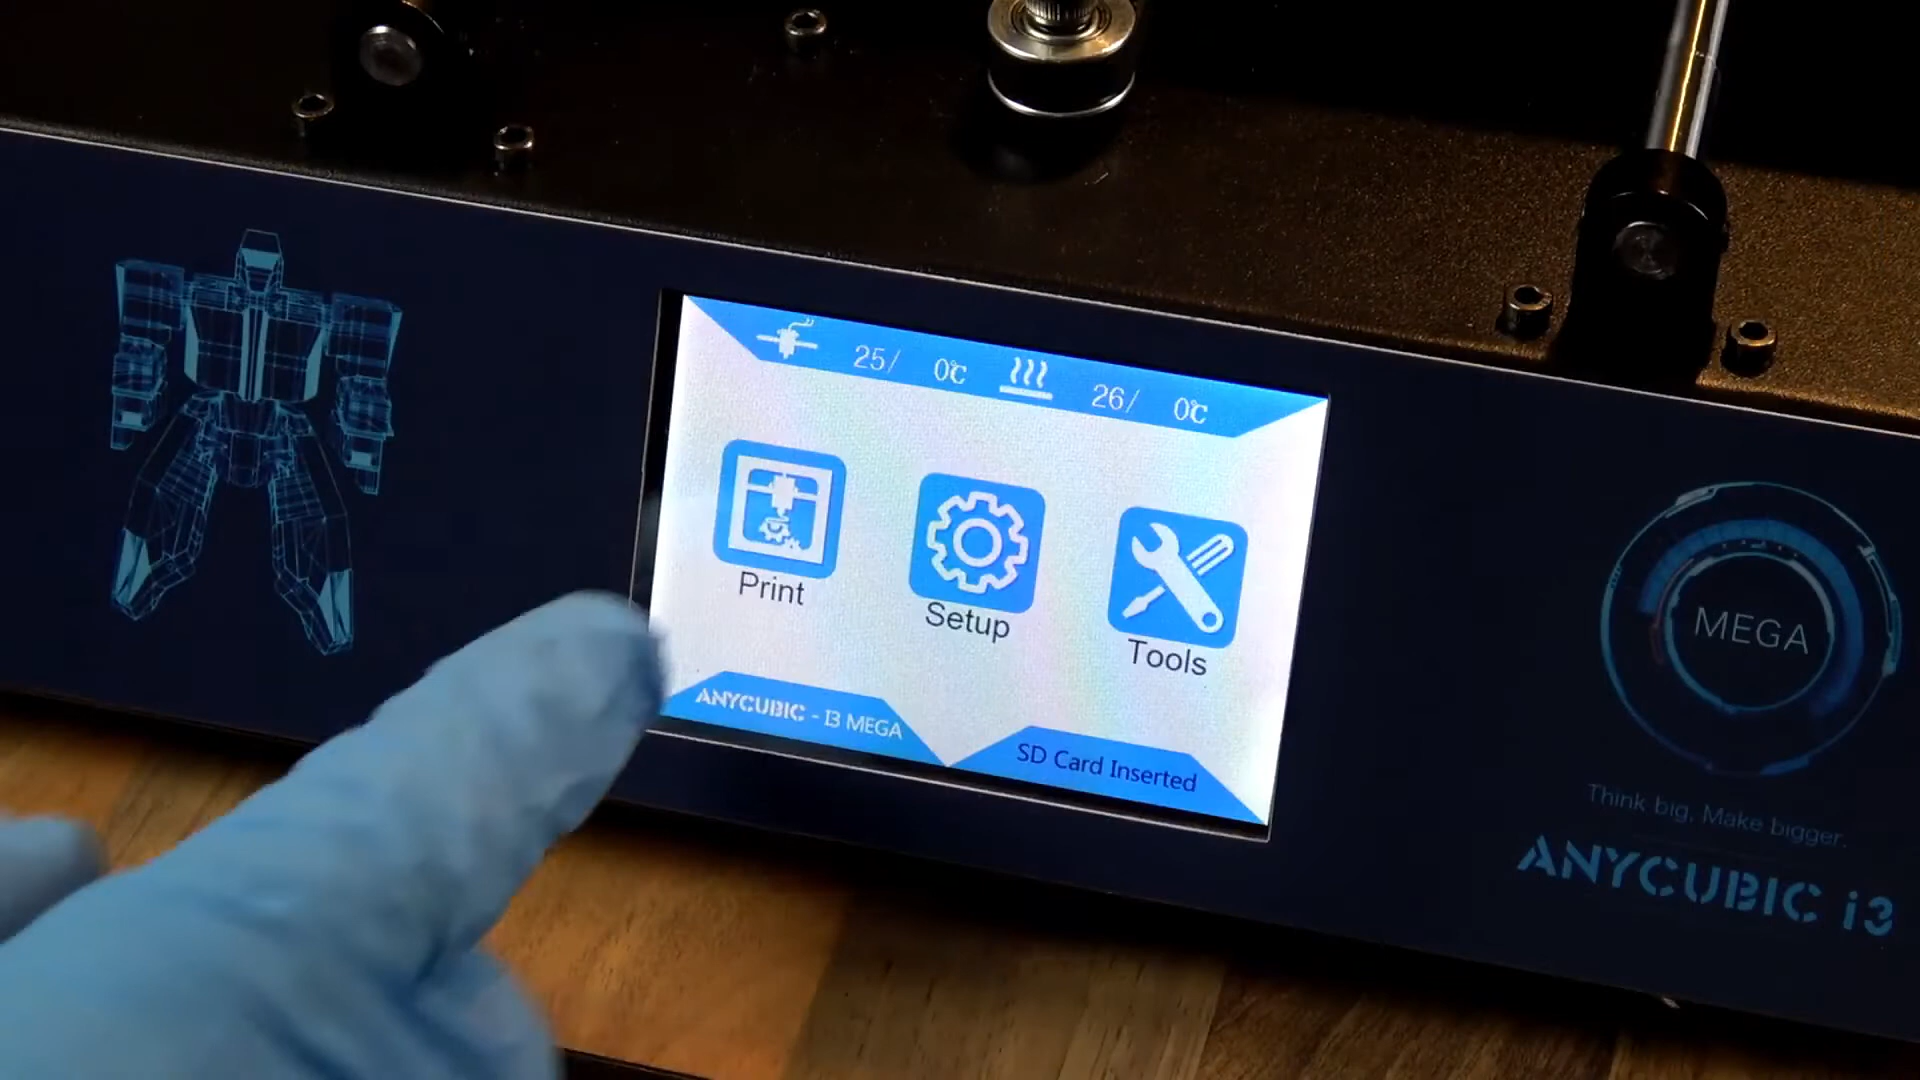 25/ 0℃ 26/ 0℃
Print
Setup
Tools
ANYCUBIC - I3 MEGA
SD Card Inserted
MEGA
Think big. Make bigger.
ANYCUBIC i3